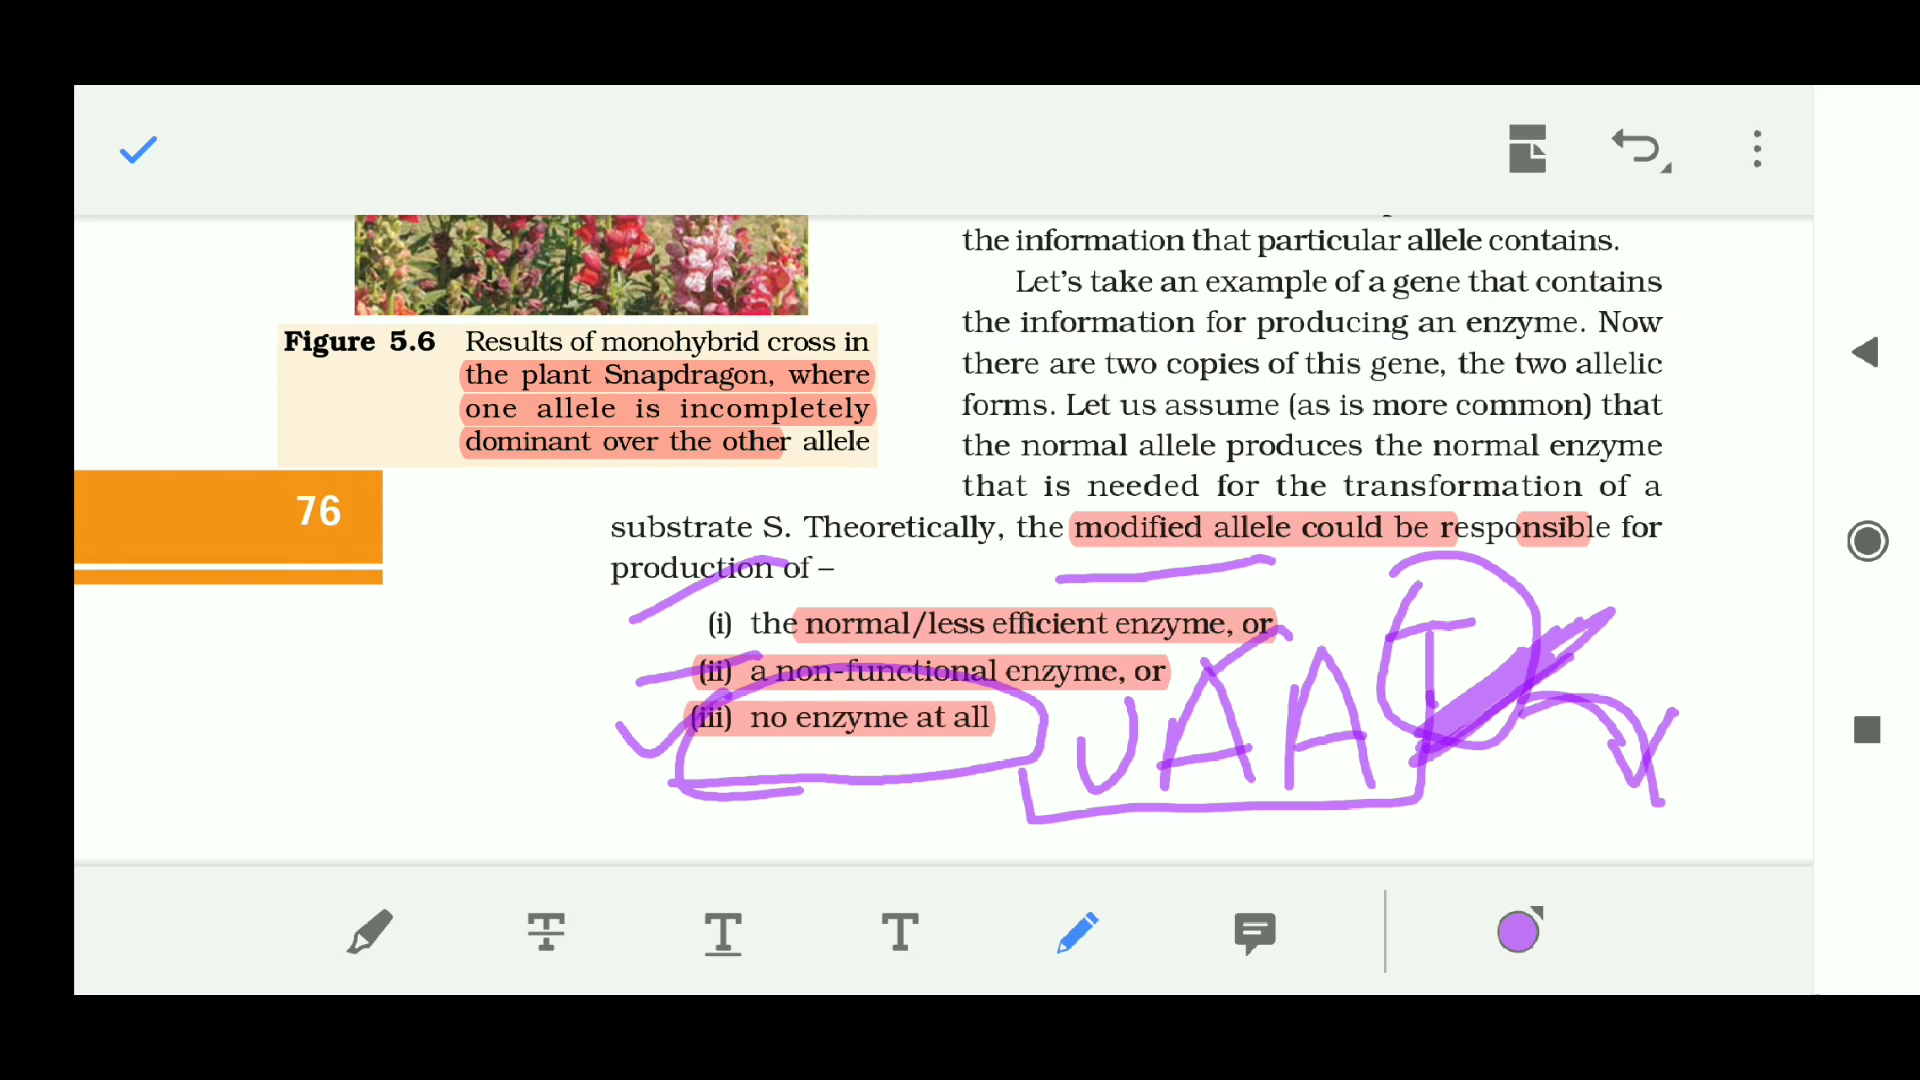 the information that particular allele contains.
Let's take an example of a gene that contains
the information for producing an enzyme. Now
there are two copies of this gene, the two allelic
forms. Let us assume (as is more common) that
the normal allele produces the normal enzyme
that is needed for the transformation of a
substrate S. Theoretically, the modified allele could be responsible for
production of –
(i) the normal/less efficient enzyme, or
(ii) a non-functional enzyme, or
(iii) no enzyme at all
Figure 5.6 Results of monohybrid cross in
the plant Snapdragon, where
one allele is incompletely
dominant over the other allele
76